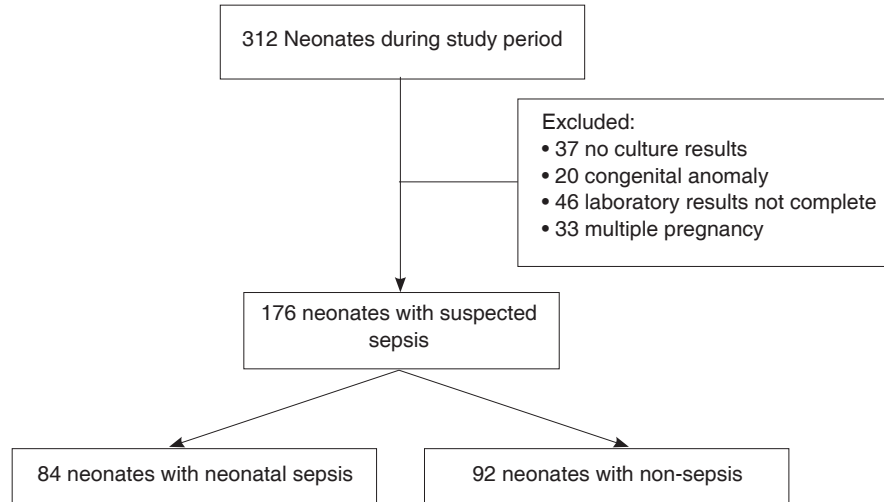 312 Neonates during study period
Excluded:
• 37 no culture results
• 20 congenital anomaly
• 46 laboratory results not complete
• 33 multiple pregnancy
176 neonates with suspected
sepsis
84 neonates with neonatal sepsis
92 neonates with non-sepsis